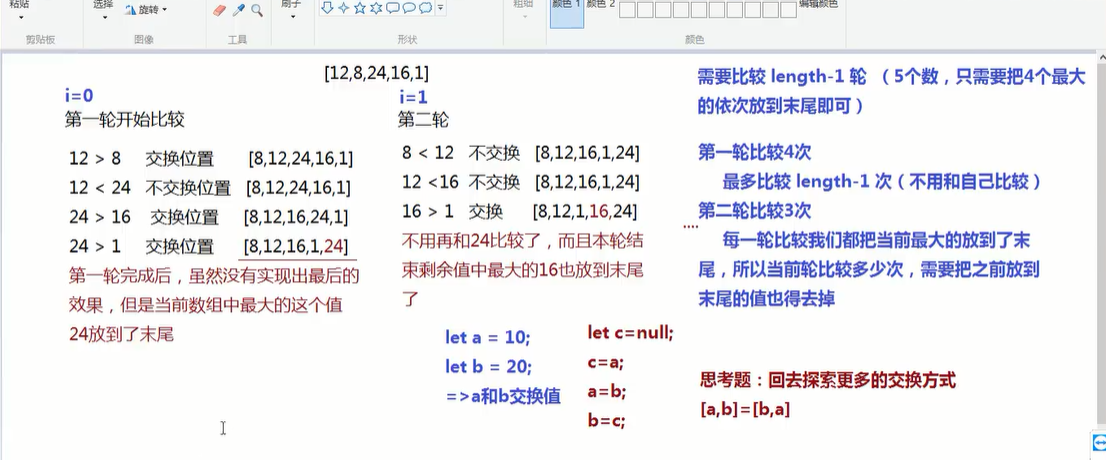 粘贴
选择
旋转
刷子
粗细
颜色 1
颜色 2
编辑颜色
剪贴板
图像
工具
形状
颜色
[12,8,24,16,1]
i=0
第一轮开始比较
12 > 8 交换位置 [8,12,24,16,1]
12 < 24 不交换位置 [8,12,24,16,1]
24 > 16 交换位置 [8,12,16,24,1]
24 > 1 交换位置 [8,12,16,1,24]
第一轮完成后，虽然没有实现出最后的
效果，但是当前数组中最大的这个值
24放到了末尾
i=1
第二轮
8 < 12 不交换 [8,12,16,1,24]
12 <16 不交换 [8,12,16,1,24]
16 > 1 交换 [8,12,1,16,24]
不用再和24比较了，而且本轮结
束剩余值中最大的16也放到末尾
了
let a = 10;
let b = 20;
=>a和b交换值
let c=null;
c=a;
a=b;
b=c;
需要比较 length-1 轮 （5个数，只需要把4个最大
的依次放到末尾即可）
第一轮比较4次
最多比较 length-1 次（不用和自己比较）
第二轮比较3次
....
每一轮比较我们都把当前最大的放到了末
尾，所以当前轮比较多少次，需要把之前放到
末尾的值也得去掉
思考题：回去探索更多的交换方式
[a,b]=[b,a]